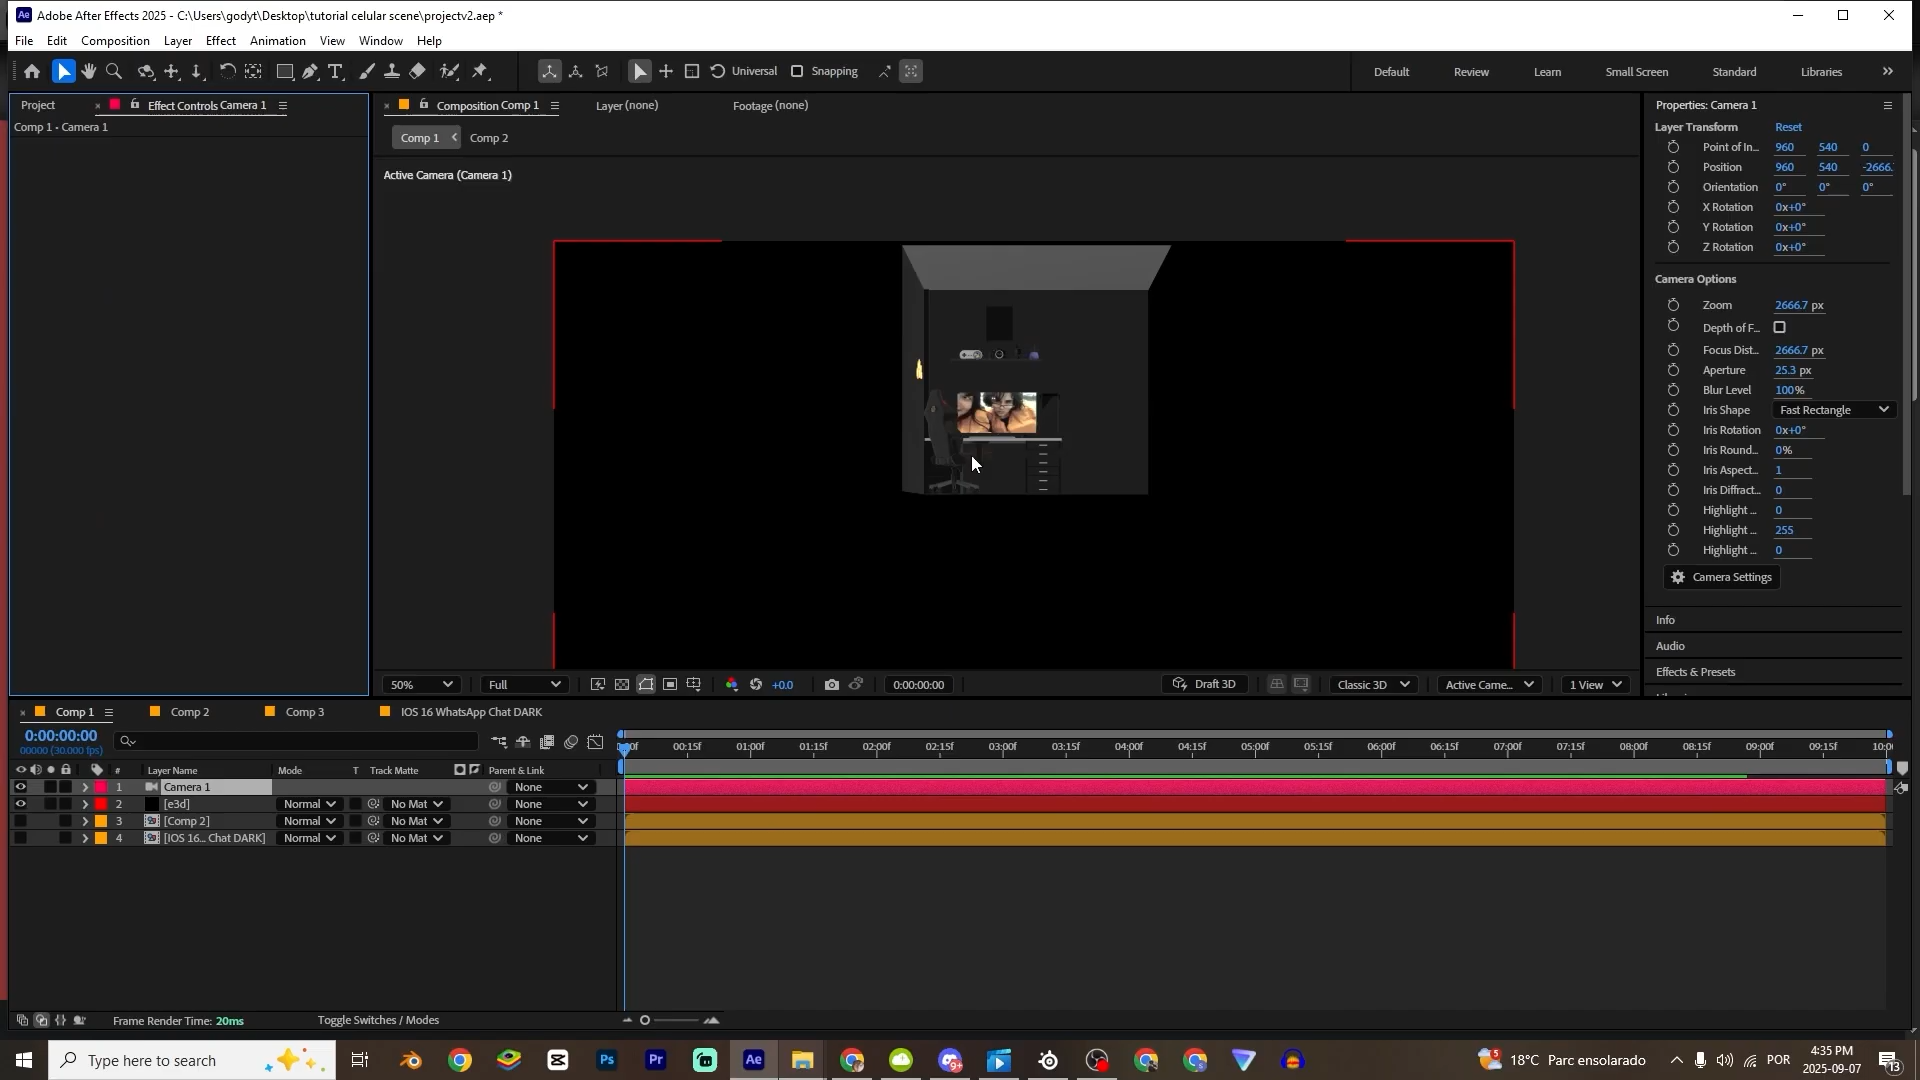 Adobe After Effects 2025 - C:\Users\godyt\Desktop\tutorial celular scene\projectv2.aep *
File Edit Composition Layer Effect Animation View Window Help
Universal Snapping Default Review Learn Small Screen Standard Libraries
Project Effect Controls Camera 1
Comp 1 • Camera 1
Composition Comp 1 Layer (none) Footage (none)
Comp 1 Comp 2
Active Camera (Camera 1)
Properties: Camera 1
Layer Transform Reset
Point of In... 960 540 0
Position 960 540 -2666.
Orientation 0° 0° 0°
X Rotation 0x+0°
Y Rotation 0x+0°
Z Rotation 0x+0°
Camera Options
Zoom 2666.7 px
Depth of F...
Focus Dist... 2666.7 px
Aperture 25.3 px
Blur Level 100%
Iris Shape Fast Rectangle
Iris Rotation 0x+0°
Iris Round... 0%
Iris Aspect... 1
Iris Diffract... 0
Highlight ... 0
Highlight ... 255
Highlight ... 0
Camera Settings
Info
Audio
Effects & Presets
50% Full +0.0 0:00:00:00 Draft 3D Classic 3D Active Came... 1 View
Comp 1 Comp 2 Comp 3 IOS 16 WhatsApp Chat DARK
0:00:00:00
00000 (30.000 fps)
00:15f 01:00f 01:15f 02:00f 02:15f 03:00f 03:15f 04:00f 04:15f 05:00f 05:15f 06:00f 06:15f 07:00f 07:15f 08:00f 08:15f 09:00f 09:15f 10:0
# Layer Name Mode T Track Matte Parent & Link
1 Camera 1 None
2 [e3d] Normal No Mat None
3 [Comp 2] Normal No Mat None
4 [IOS 16... Chat DARK] Normal No Mat None
Frame Render Time: 20ms Toggle Switches / Modes
Type here to search 18°C Parc ensolarado POR 4:35 PM
2025-09-07